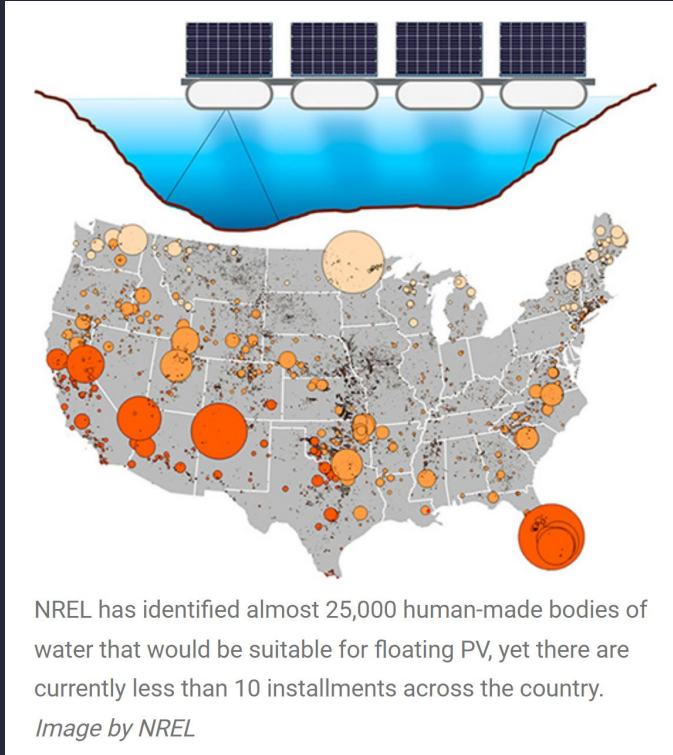 NREL has identified almost 25,000 human-made bodies of
water that would be suitable for floating PV, yet there are
currently less than 10 installments across the country.
Image by NREL